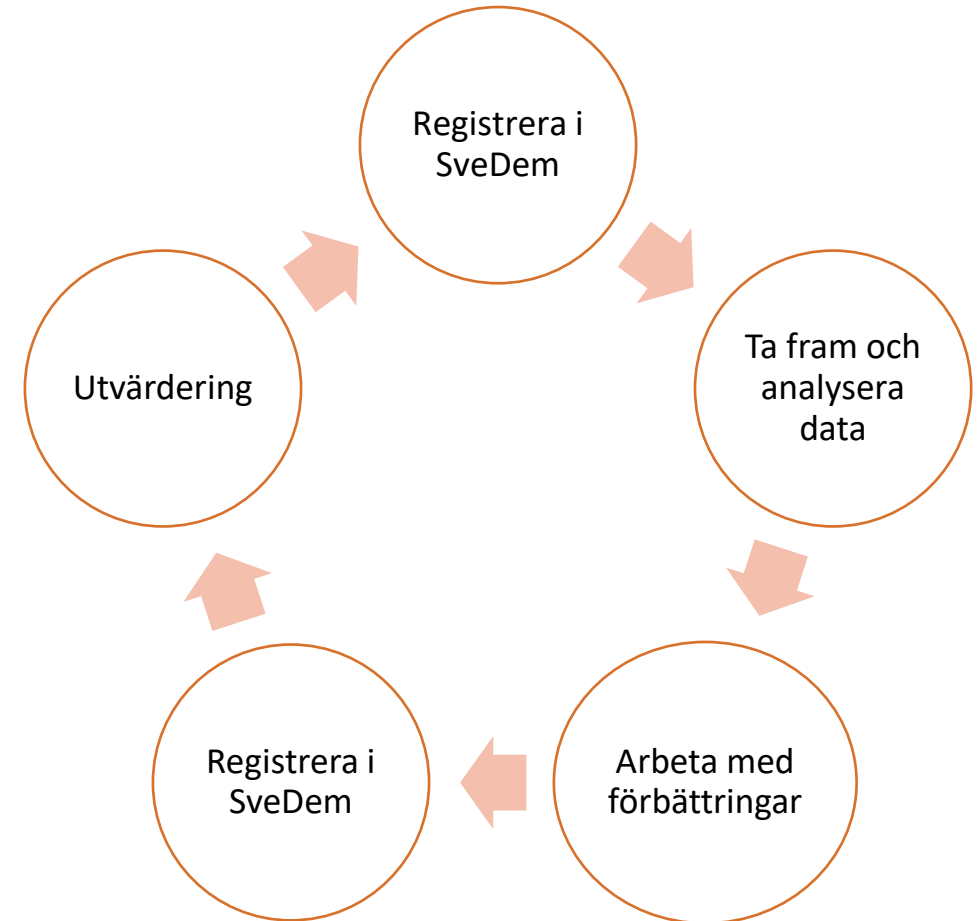 Registrera i
SveDem
Ta fram och
analysera
data
Arbeta med
förbättringar
Registrera i
SveDem
Utvärdering